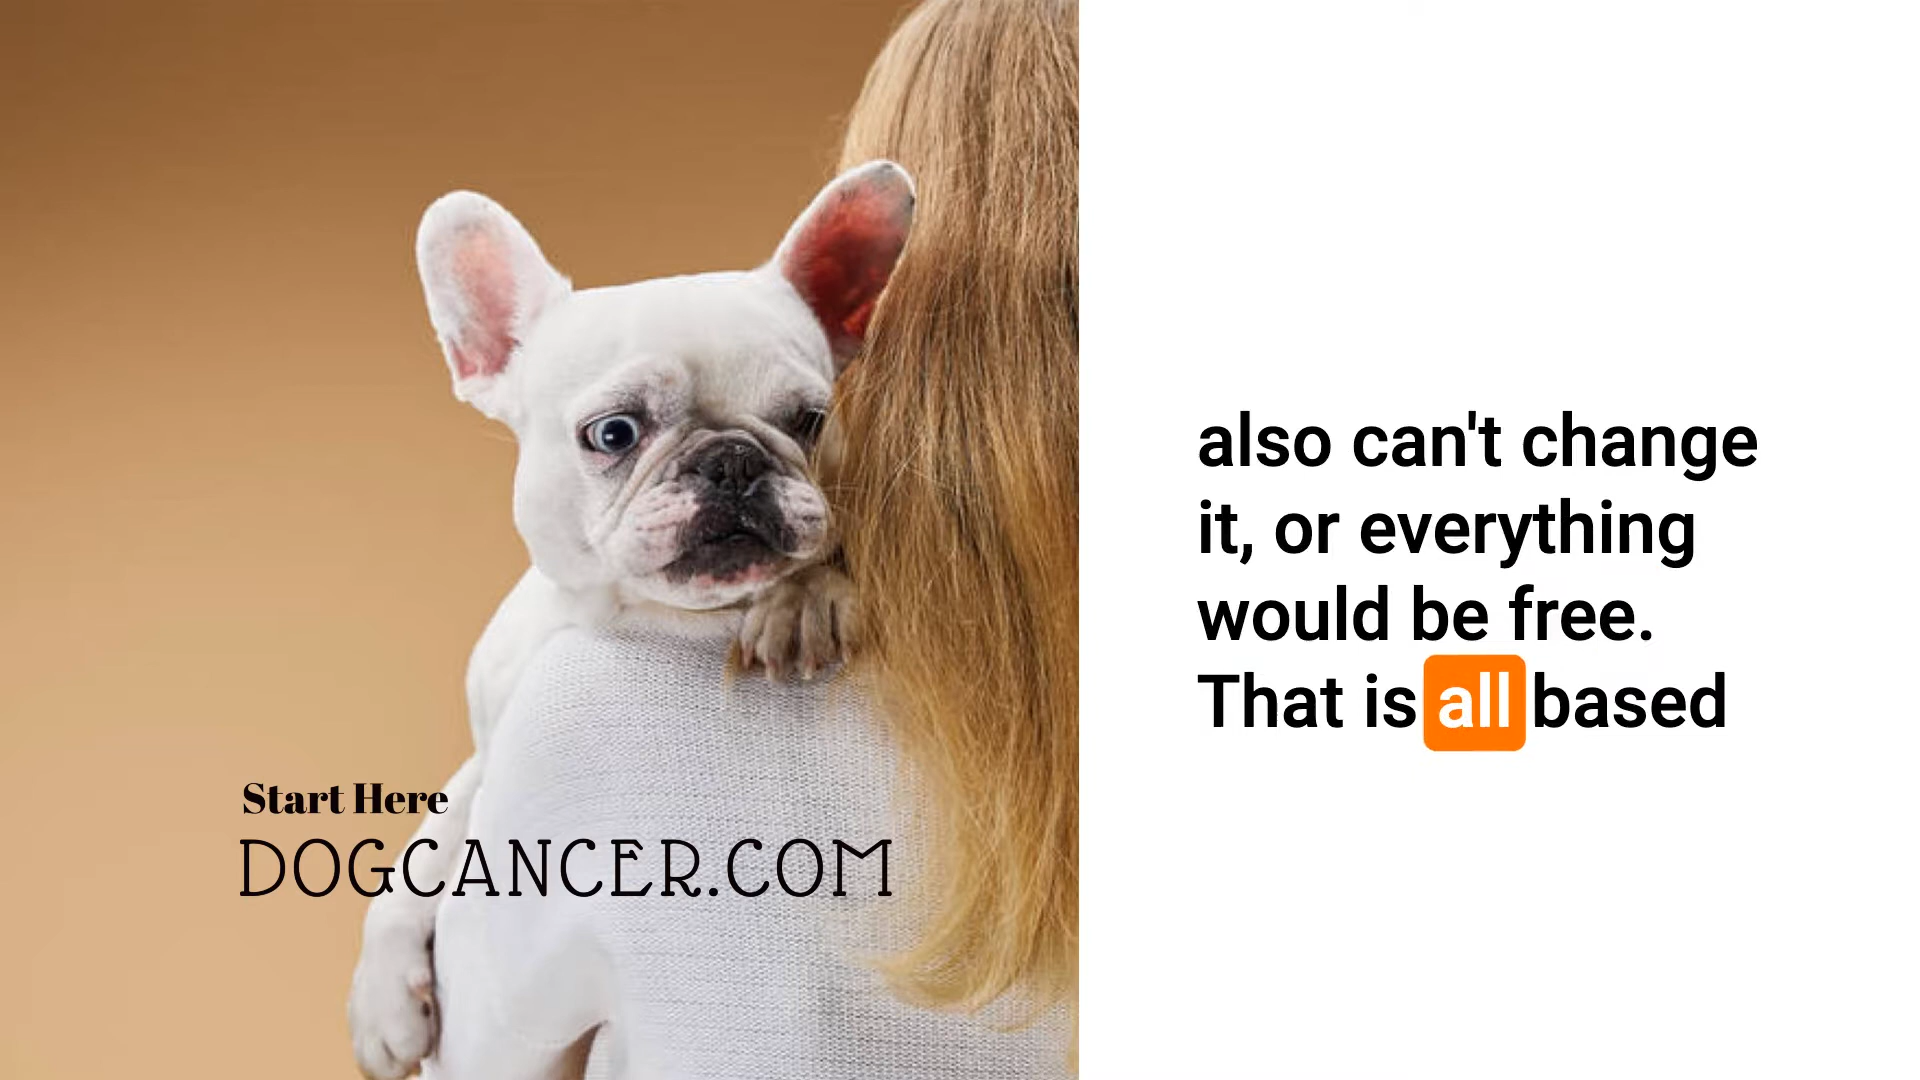 Start Here
DOGCANCER.COM
also can't change
it, or everything
would be free.
That is all based